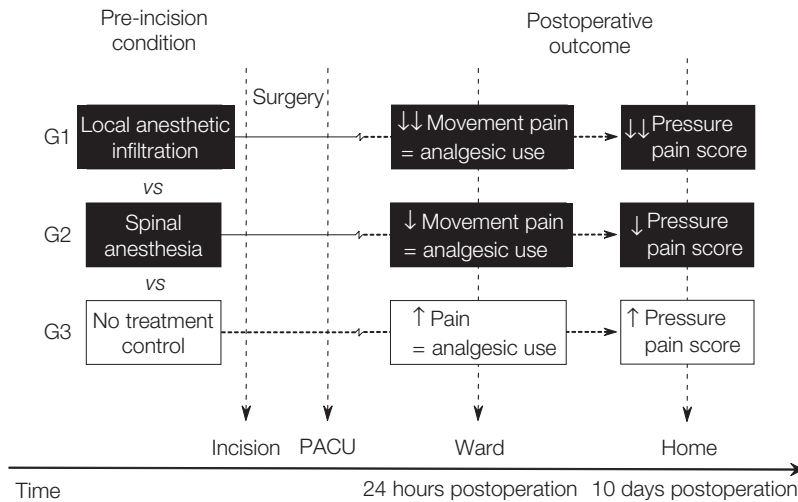 Pre-incision
condition
Postoperative
outcome
Surgery
G1
Local anesthetic
infiltration
↓↓ Movement pain
= analgesic use
↓↓ Pressure
pain score
vs
G2
Spinal
anesthesia
↓ Movement pain
= analgesic use
↓ Pressure
pain score
vs
G3
No treatment
control
↑ Pain
= analgesic use
↑ Pressure
pain score
Incision
PACU
Ward
Home
Time
24 hours postoperation
10 days postoperation